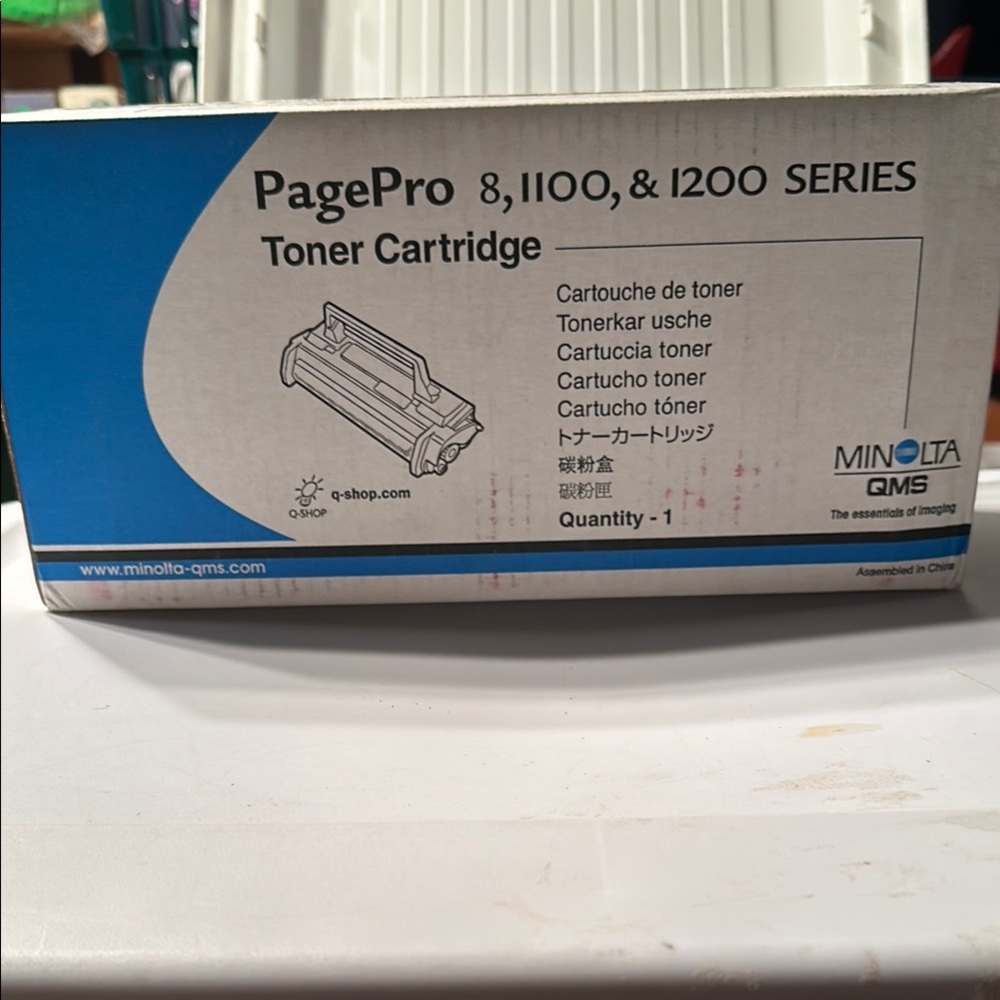 PagePro 8, 1100, & 1200 SERIES
Toner Cartridge
Cartouche de toner
Tonerkar usche
Cartuccia toner
Cartucho toner
Cartucho tóner
トナーカートリッジ
碳粉盒
碳粉匣
Quantity - 1
q-shop.com
Q-SHOP
MINOLTA
QMS
The essentials of imaging
www.minolta-qms.com
Assembled in China